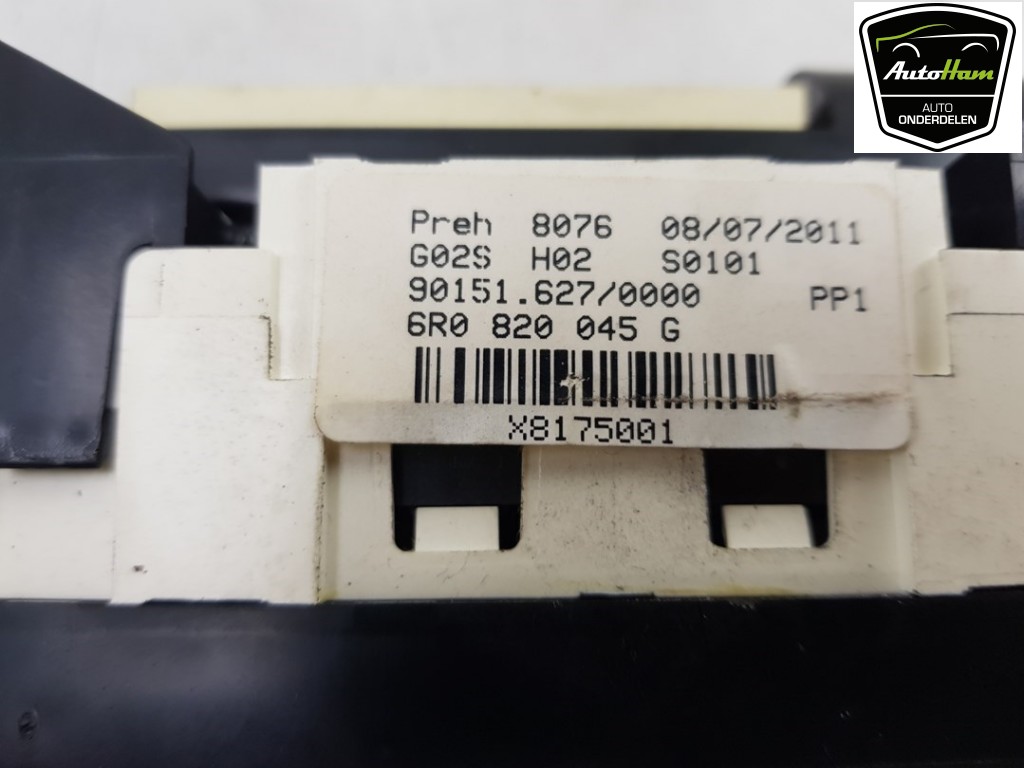 AutoHam
AUTO
ONDERDELEN
Preh 8076 08/07/2011
G02S H02 S0101
90151.627/0000 PP1
6R0 820 045 G
X8175001